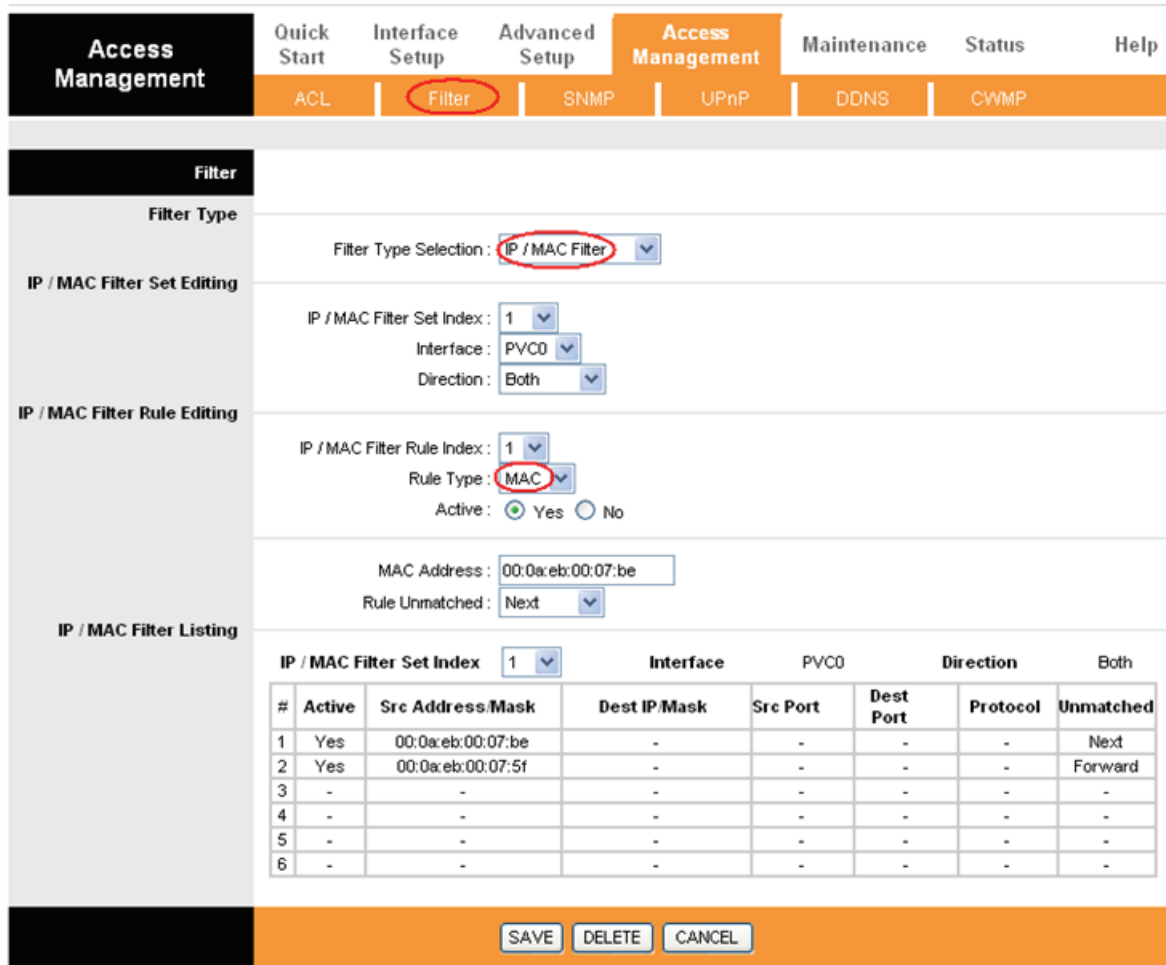 Access Management
Quick Start
Interface Setup
Advanced Setup
Access Management
Maintenance
Status
Help
ACL
Filter
SNMP
UPnP
DDNS
CWMP
Filter
Filter Type
Filter Type Selection : IP / MAC Filter
IP / MAC Filter Set Editing
IP / MAC Filter Set Index : 1
Interface : PVC0
Direction : Both
IP / MAC Filter Rule Editing
IP / MAC Filter Rule Index : 1
Rule Type : MAC
Active : Yes No
MAC Address : 00:0a:eb:00:07:be
Rule Unmatched : Next
IP / MAC Filter Listing
IP / MAC Filter Set Index 1 Interface PVC0 Direction Both
# Active Src Address/Mask Dest IP/Mask Src Port Dest Port Protocol Unmatched
1 Yes 00:0a:eb:00:07:be - - - - Next
2 Yes 00:0a:eb:00:07:5f - - - - Forward
3 - - - - - - -
4 - - - - - - -
5 - - - - - - -
6 - - - - - - -
SAVE DELETE CANCEL